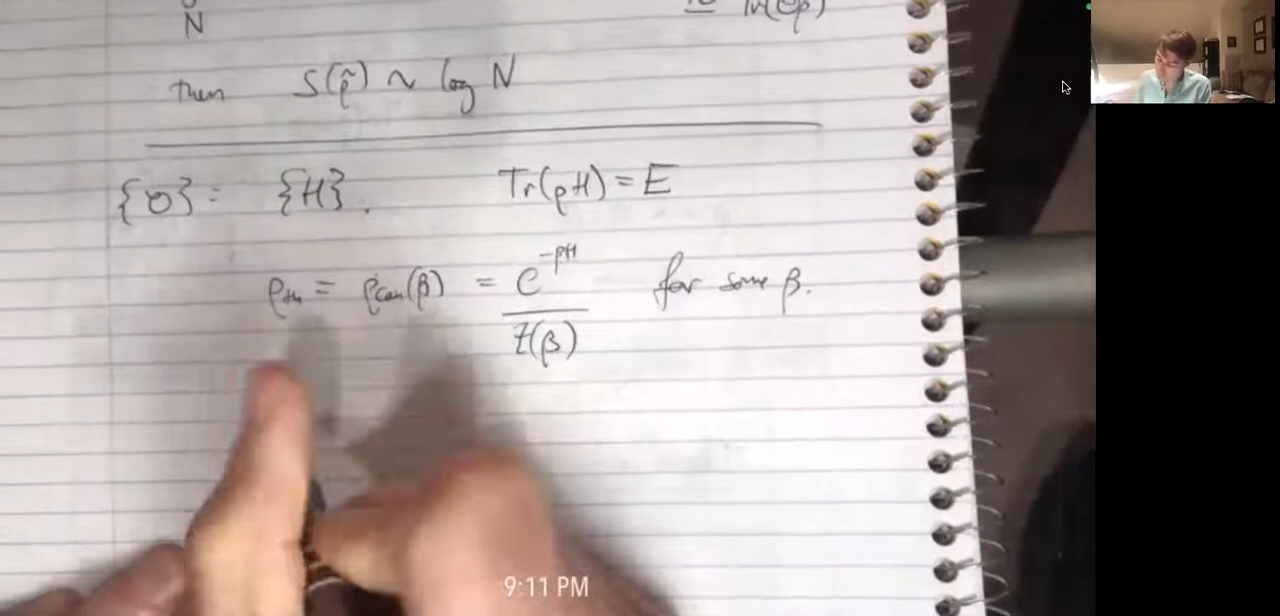 N
then S(ρ̃) ~ log N
{O} = {H}. Tr(ρH) = E
ρth = ρcan(β) = e^-βH / Z(β) for some β.
9:11 PM